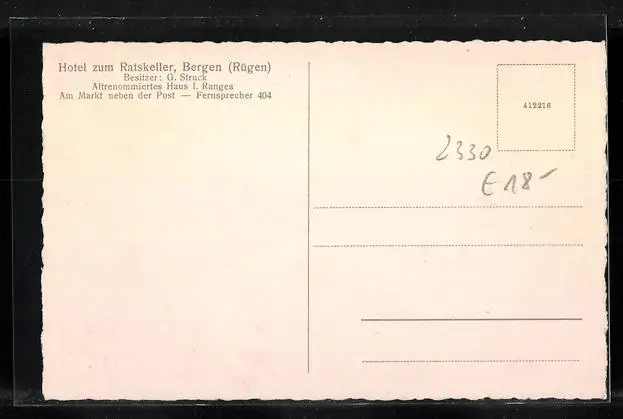 Hotel zum Ratskeller, Bergen (Rügen)
Besitzer: G. Struck
Altrenommiertes Haus I. Ranges
Am Markt neben der Post — Fernsprecher 404
412216
2330
€ 18-